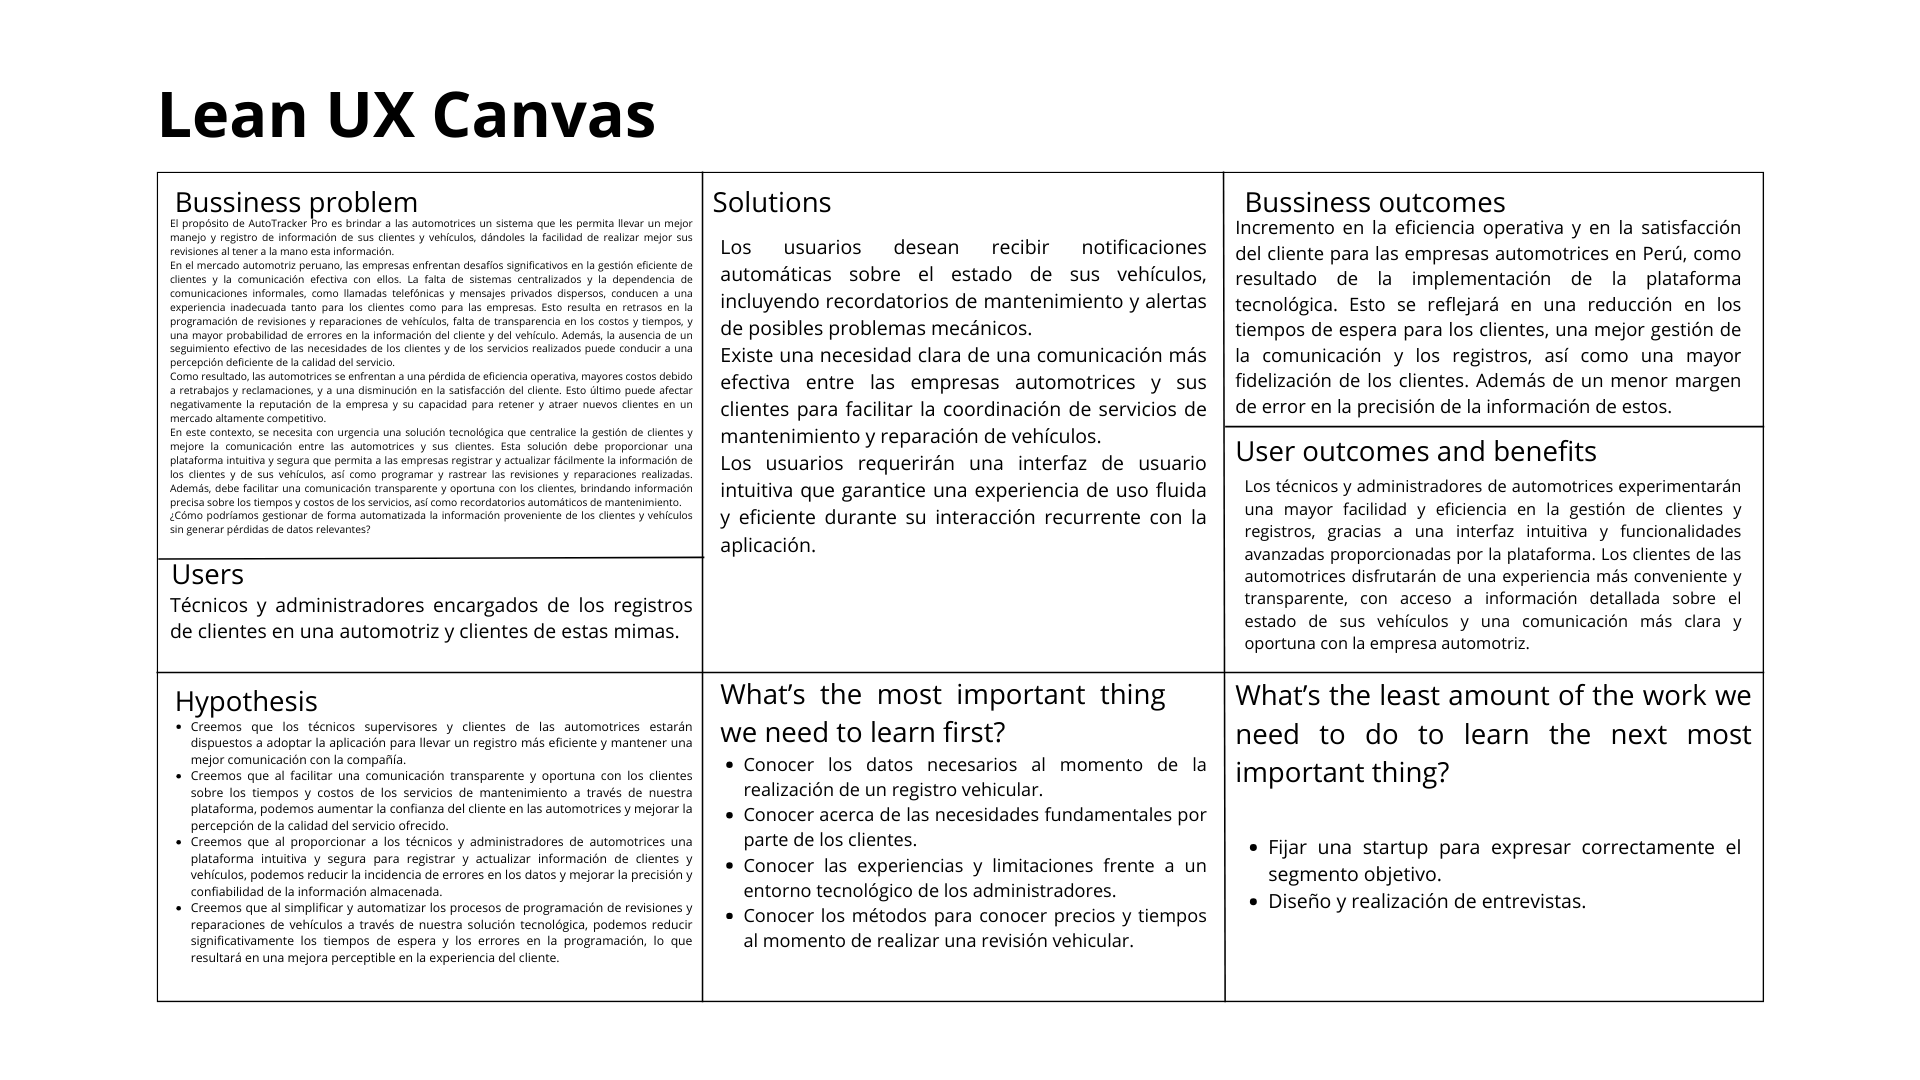 Lean UX Canvas
Bussiness problem
El propósito de AutoTracker Pro es brindar a las automotrices un sistema que les permita llevar un mejor
manejo y registro de información de sus clientes y vehículos, dándoles la facilidad de realizar mejor sus
revisiones al tener a la mano esta información.
En el mercado automotriz peruano, las empresas enfrentan desafíos significativos en la gestión eficiente de
clientes y la comunicación efectiva con ellos. La falta de sistemas centralizados y la dependencia de
comunicaciones informales, como llamadas telefónicas y mensajes privados dispersos, conducen a una
experiencia inadecuada tanto para los clientes como para las empresas. Esto resulta en retrasos en la
programación de revisiones y reparaciones de vehículos, falta de transparencia en los costos y tiempos, y
una mayor probabilidad de errores en la información del cliente y del vehículo. Además, la ausencia de un
seguimiento efectivo de las necesidades de los clientes y de los servicios realizados puede conducir a una
percepción deficiente de la calidad del servicio.
Como resultado, las automotrices se enfrentan a una pérdida de eficiencia operativa, mayores costos debido
a retrabajos y reclamaciones, y a una disminución en la satisfacción del cliente. Esto último puede afectar
negativamente la reputación de la empresa y su capacidad para retener y atraer nuevos clientes en un
mercado altamente competitivo.
En este contexto, se necesita con urgencia una solución tecnológica que centralice la gestión de clientes y
mejore la comunicación entre las automotrices y sus clientes. Esta solución debe proporcionar una
plataforma intuitiva y segura que permita a las empresas registrar y actualizar fácilmente la información de
los clientes y de sus vehículos, así como programar y rastrear las revisiones y reparaciones realizadas.
Además, debe facilitar una comunicación transparente y oportuna con los clientes, brindando información
precisa sobre los tiempos y costos de los servicios, así como recordatorios automáticos de mantenimiento.
¿Cómo podríamos gestionar de forma automatizada la información proveniente de los clientes y vehículos
sin generar pérdidas de datos relevantes?
Users
Técnicos y administradores encargados de los registros
de clientes en una automotriz y clientes de estas mimas.
Solutions
Los usuarios desean recibir notificaciones
automáticas sobre el estado de sus vehículos,
incluyendo recordatorios de mantenimiento y alertas
de posibles problemas mecánicos.
Existe una necesidad clara de una comunicación más
efectiva entre las empresas automotrices y sus
clientes para facilitar la coordinación de servicios de
mantenimiento y reparación de vehículos.
Los usuarios requerirán una interfaz de usuario
intuitiva que garantice una experiencia de uso fluida
y eficiente durante su interacción recurrente con la
aplicación.
Bussiness outcomes
Incremento en la eficiencia operativa y en la satisfacción
del cliente para las empresas automotrices en Perú, como
resultado de la implementación de la plataforma
tecnológica. Esto se reflejará en una reducción en los
tiempos de espera para los clientes, una mejor gestión de
la comunicación y los registros, así como una mayor
fidelización de los clientes. Además de un menor margen
de error en la precisión de la información de estos.
User outcomes and benefits
Los técnicos y administradores de automotrices experimentarán
una mayor facilidad y eficiencia en la gestión de clientes y
registros, gracias a una interfaz intuitiva y funcionalidades
avanzadas proporcionadas por la plataforma. Los clientes de las
automotrices disfrutarán de una experiencia más conveniente y
transparente, con acceso a información detallada sobre el
estado de sus vehículos y una comunicación más clara y
oportuna con la empresa automotriz.
Hypothesis
• Creemos que los técnicos supervisores y clientes de las automotrices estarán
dispuestos a adoptar la aplicación para llevar un registro más eficiente y mantener una
mejor comunicación con la compañía.
• Creemos que al facilitar una comunicación transparente y oportuna con los clientes
sobre los tiempos y costos de los servicios de mantenimiento a través de nuestra
plataforma, podemos aumentar la confianza del cliente en las automotrices y mejorar la
percepción de la calidad del servicio ofrecido.
• Creemos que al proporcionar a los técnicos y administradores de automotrices una
plataforma intuitiva y segura para registrar y actualizar información de clientes y
vehículos, podemos reducir la incidencia de errores en los datos y mejorar la precisión y
confiabilidad de la información almacenada.
• Creemos que al simplificar y automatizar los procesos de programación de revisiones y
reparaciones de vehículos a través de nuestra solución tecnológica, podemos reducir
significativamente los tiempos de espera y los errores en la programación, lo que
resultará en una mejora perceptible en la experiencia del cliente.
What's the most important thing
we need to learn first?
• Conocer los datos necesarios al momento de la
realización de un registro vehicular.
• Conocer acerca de las necesidades fundamentales por
parte de los clientes.
• Conocer las experiencias y limitaciones frente a un
entorno tecnológico de los administradores.
• Conocer los métodos para conocer precios y tiempos
al momento de realizar una revisión vehicular.
What's the least amount of the work we
need to do to learn the next most
important thing?
• Fijar una startup para expresar correctamente el
segmento objetivo.
• Diseño y realización de entrevistas.